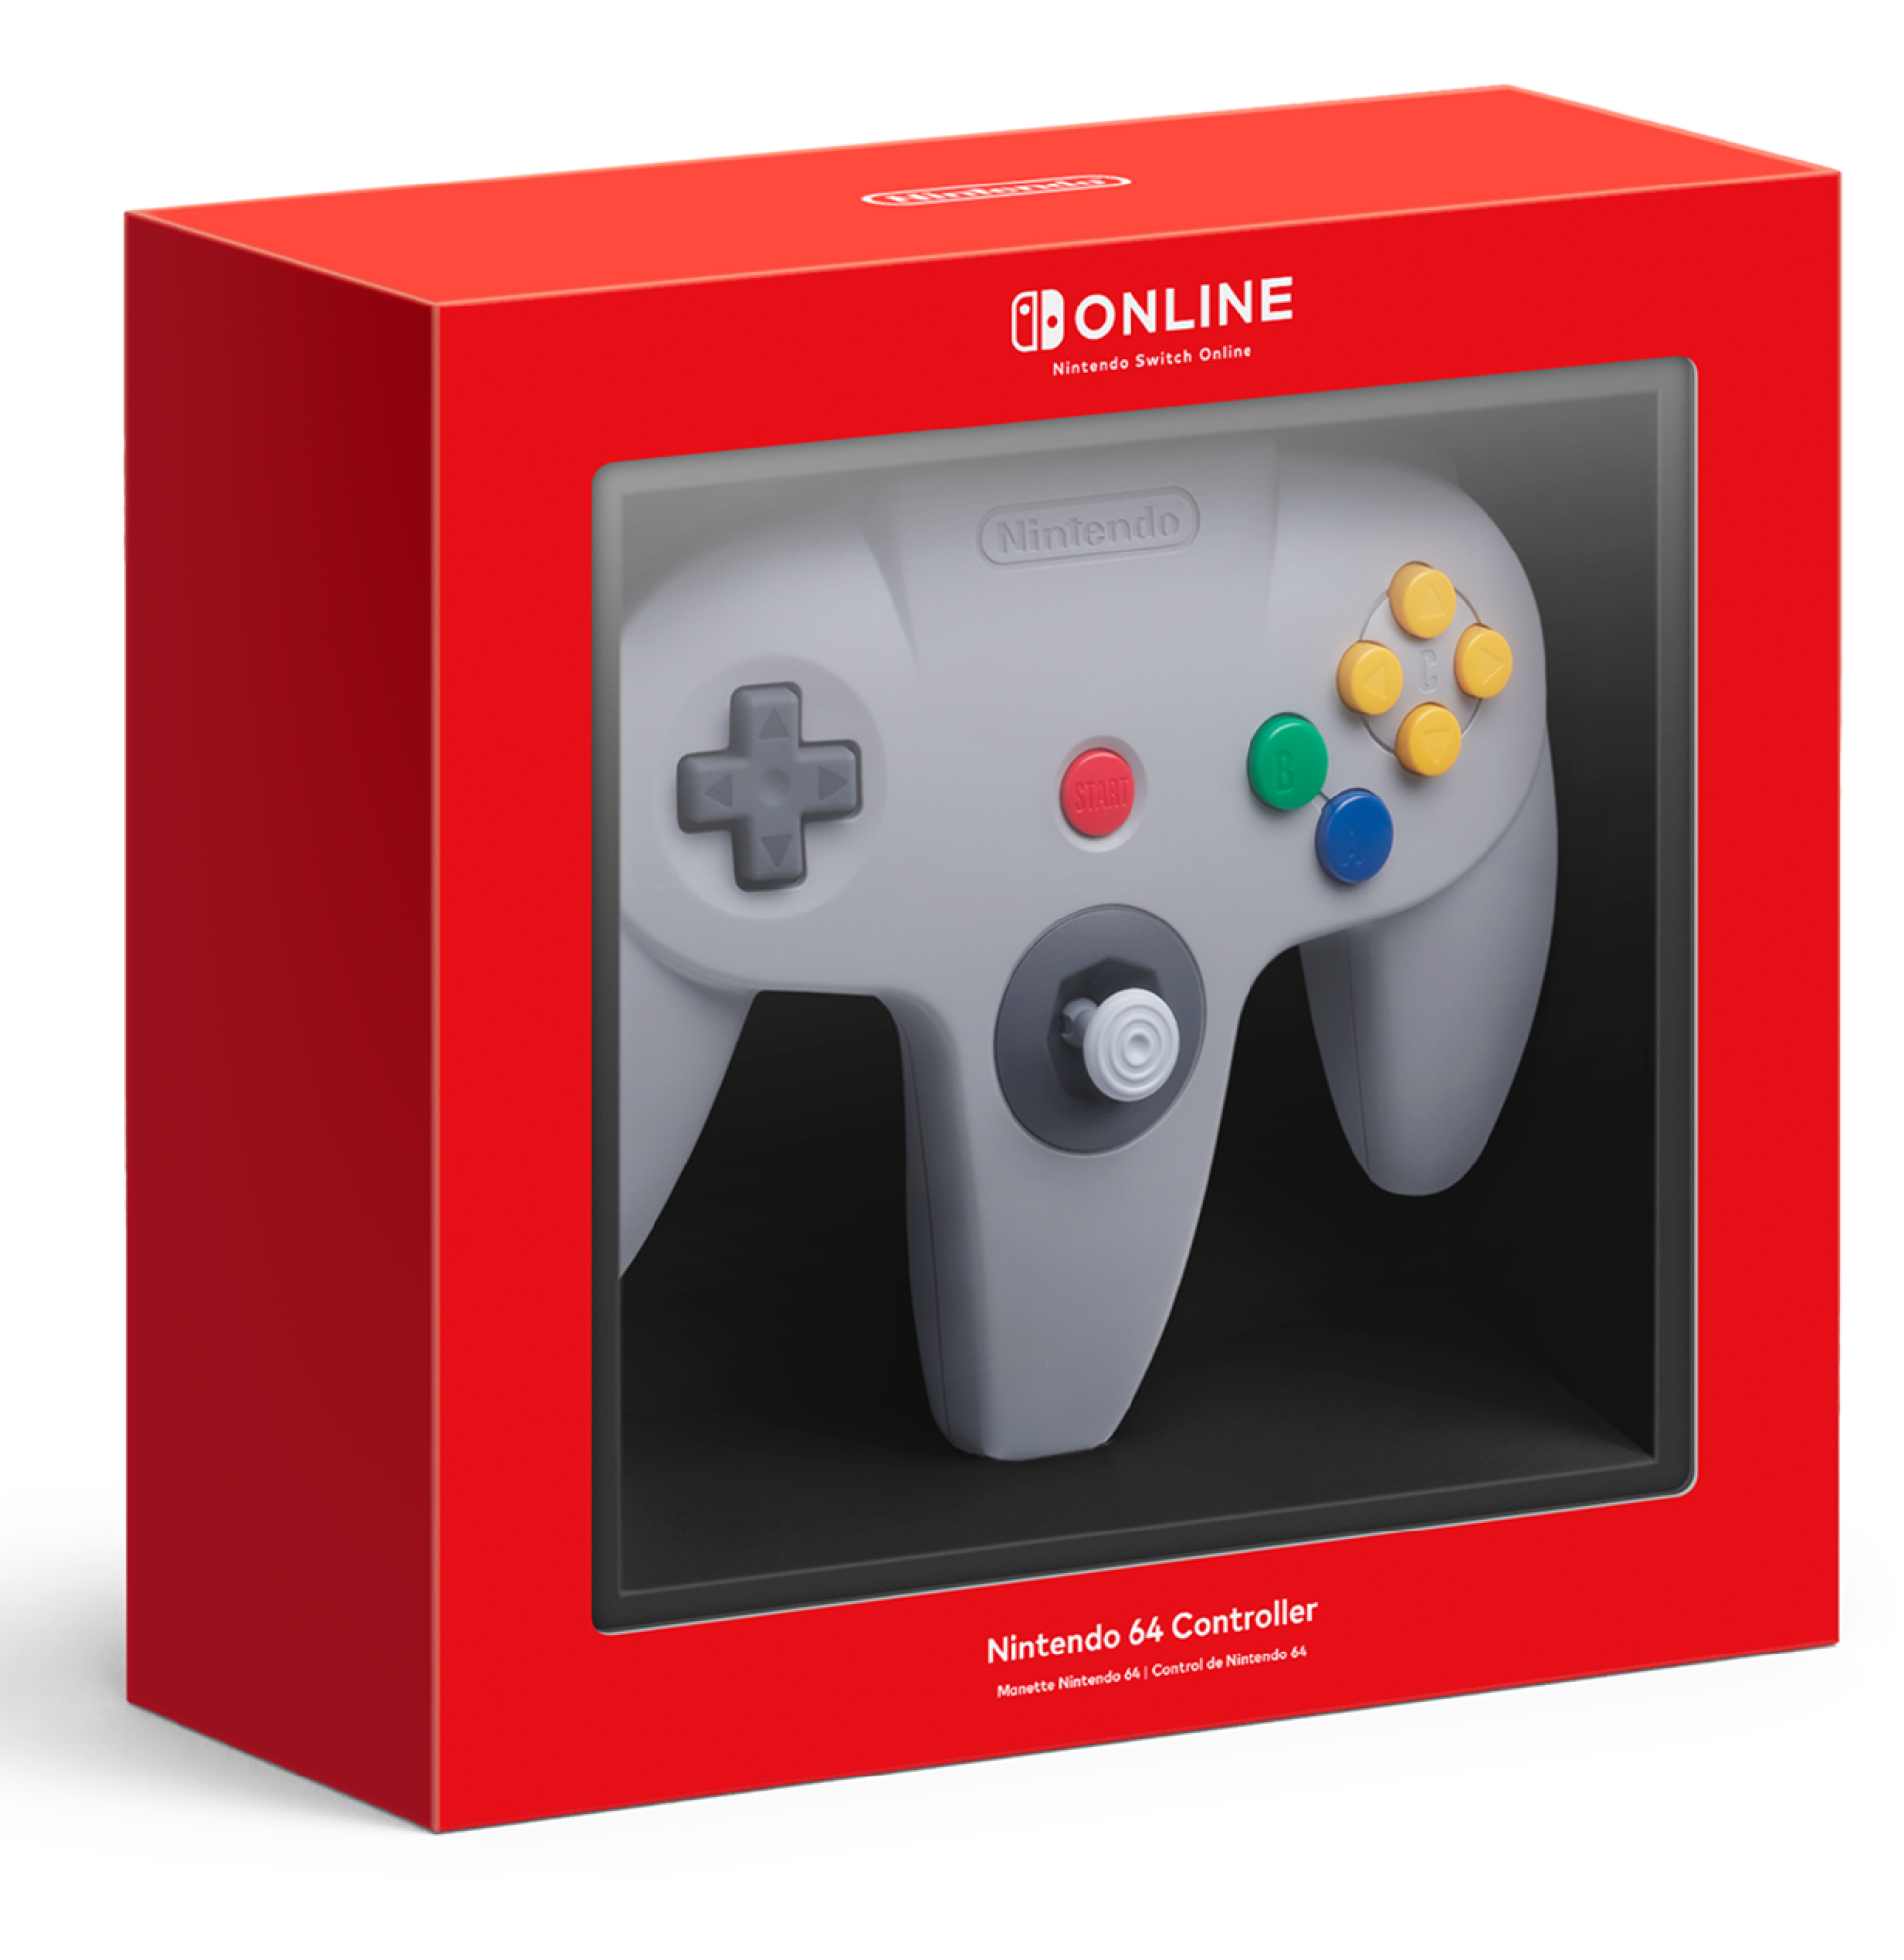 Nintendo
ONLINE
Nintendo Switch Online
Nintendo
C
B
START
A
Nintendo 64 Controller
Manette Nintendo 64 | Control de Nintendo 64